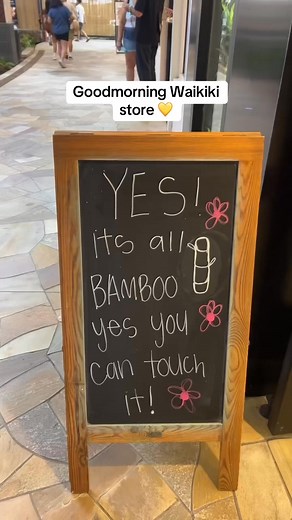 Goodmorning Waikiki
store 💛
YES!
its all
BAMBOO
yes you
can touch
it!